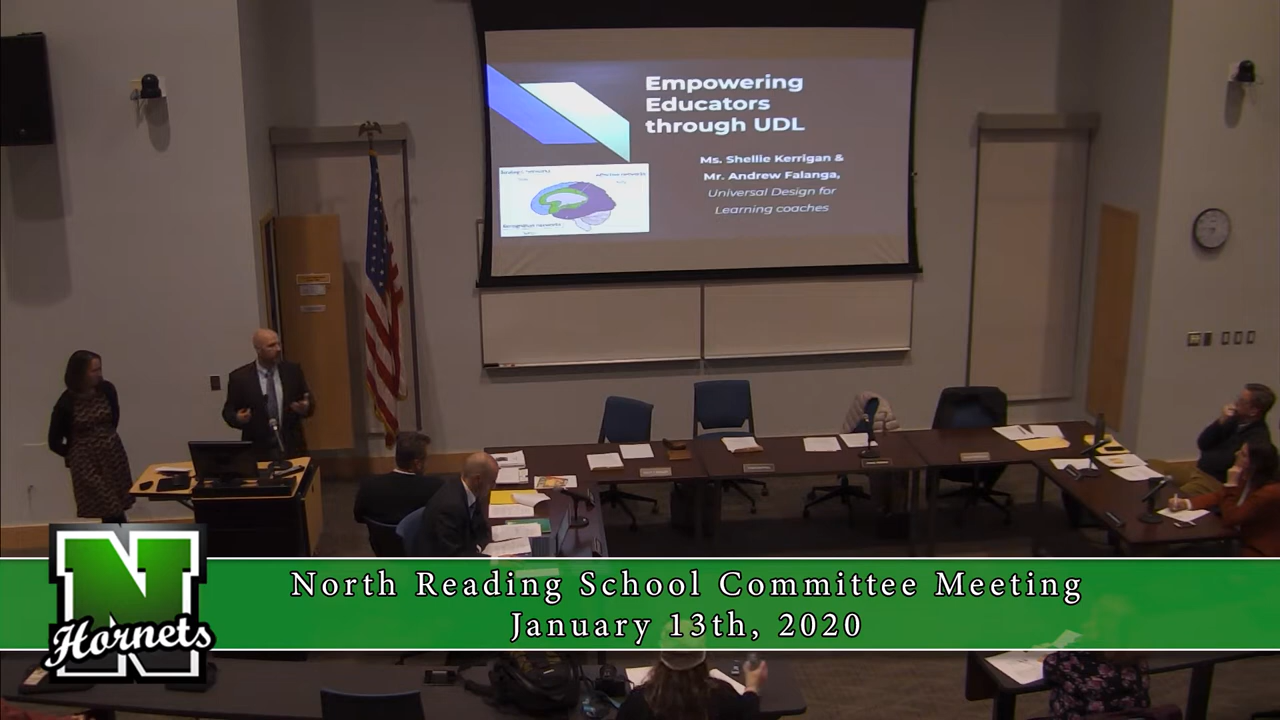 Empowering
Educators
through UDL
Ms. Shellie Kerrigan &
Mr. Andrew Falanga,
Universal Design for
Learning coaches
N
Hornets
North Reading School Committee Meeting
January 13th, 2020